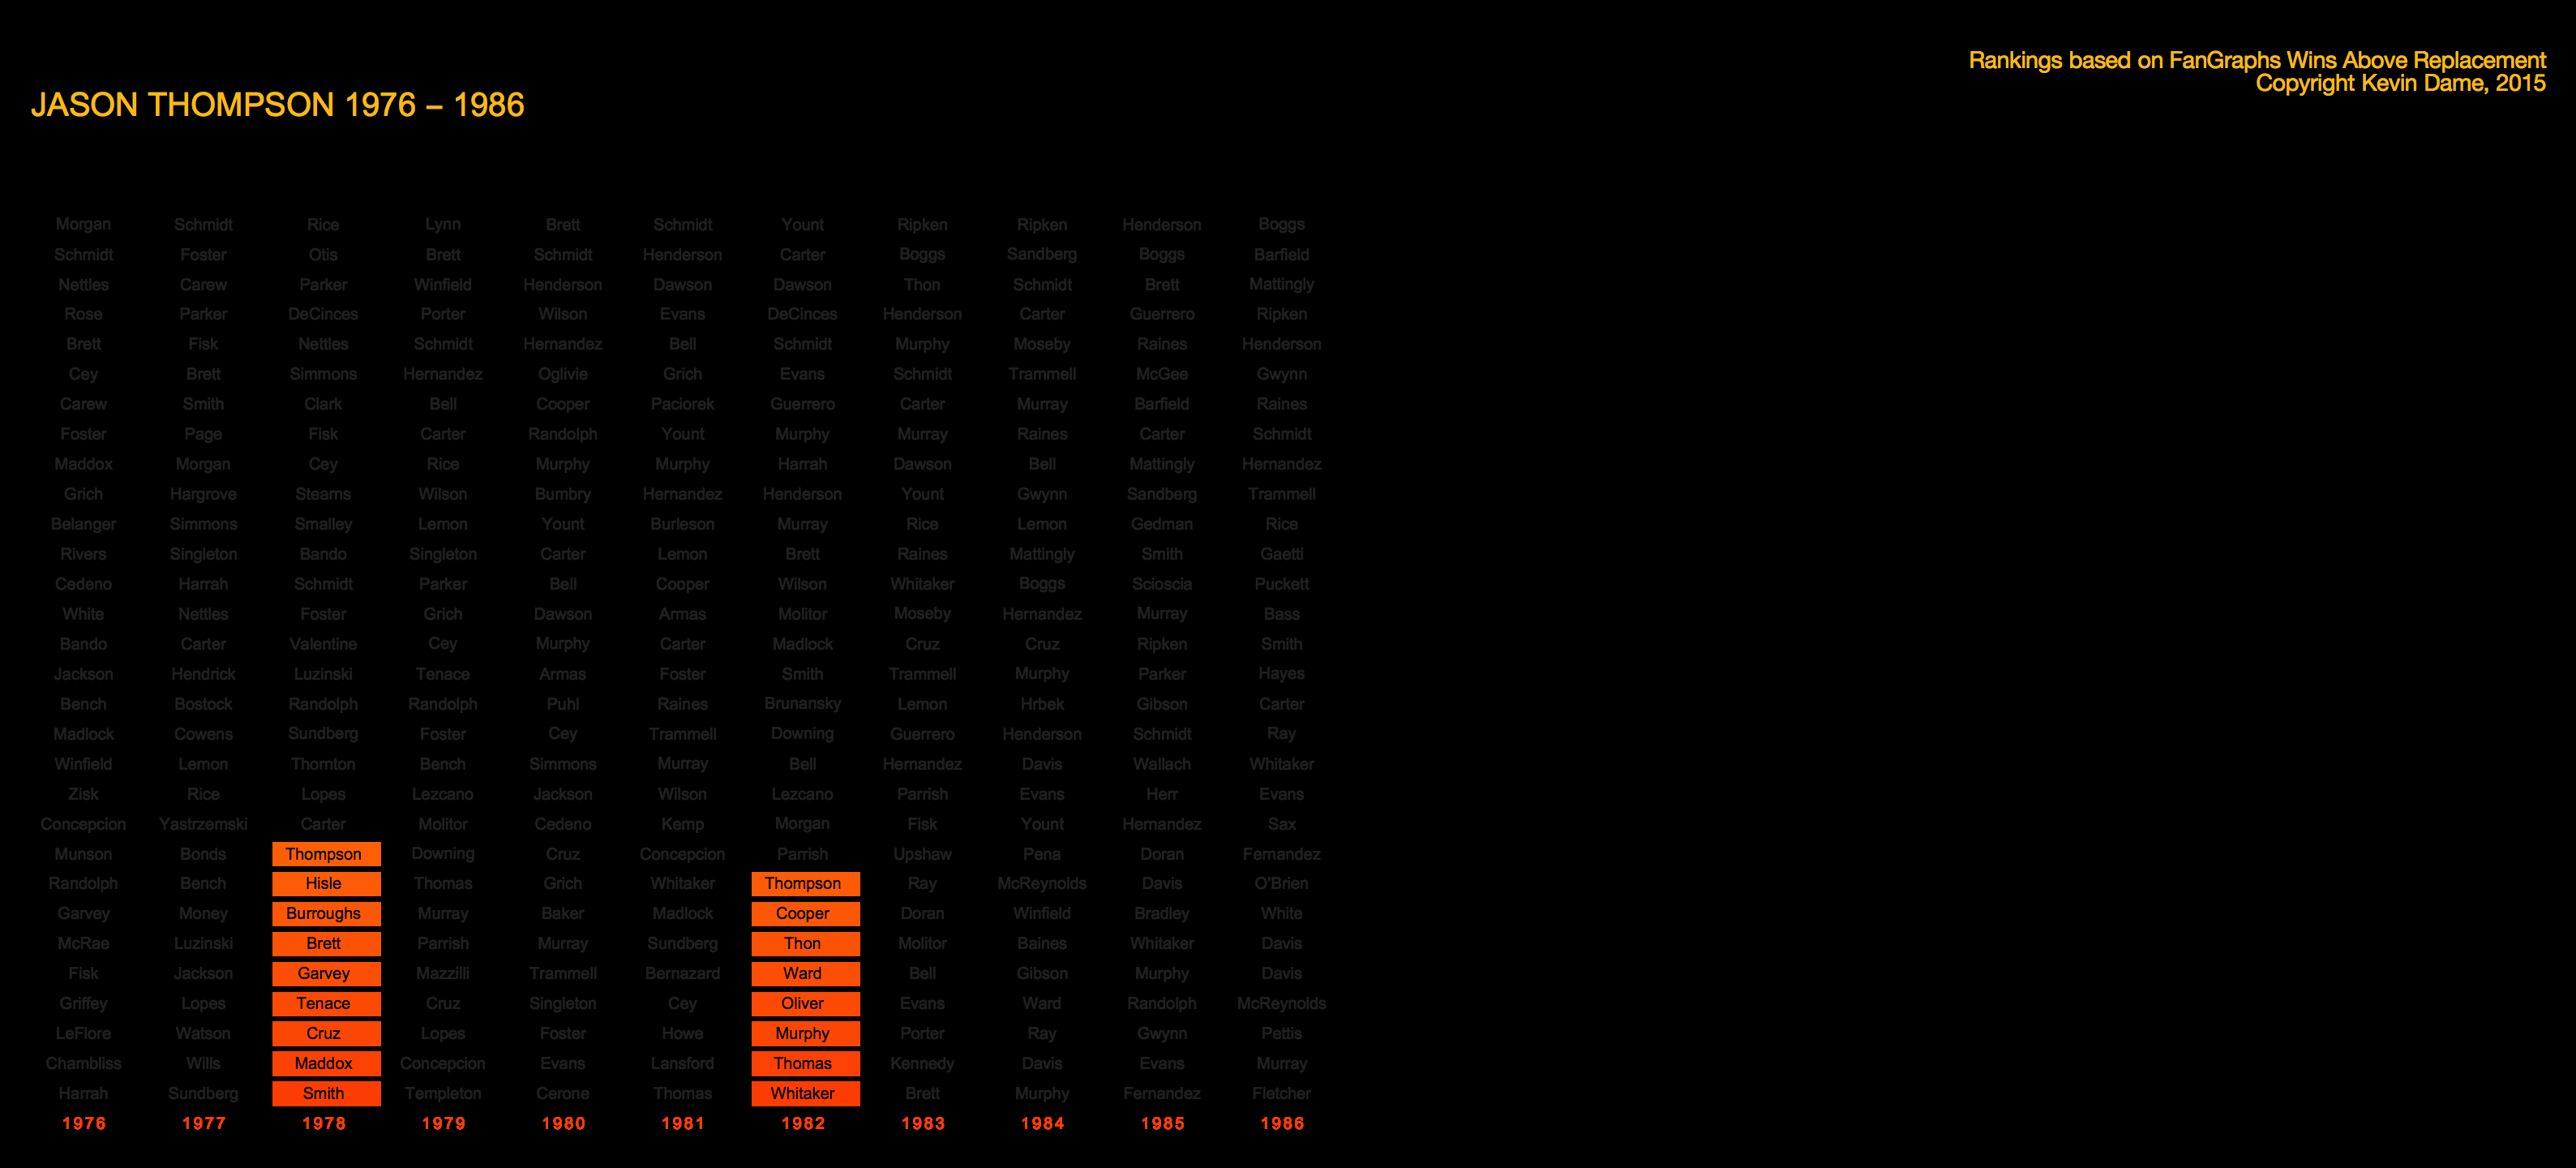 Rankings based on FanGraphs Wins Above Replacement
Copyright Kevin Dame, 2015
JASON THOMPSON 1976 – 1986
Morgan Schmidt Rice Lynn Brett Schmidt Yount Ripken Ripken Henderson Boggs
Schmidt Foster Otis Brett Schmidt Henderson Carter Boggs Sandberg Boggs Barfield
Nettles Carew Parker Winfield Henderson Dawson Dawson Thon Schmidt Brett Mattingly
Rose Parker DeCinces Porter Wilson Evans DeCinces Henderson Carter Guerrero Ripken
Brett Fisk Nettles Schmidt Hernandez Bell Schmidt Murphy Moseby Raines Henderson
Cey Brett Simmons Hernandez Oglivie Grich Evans Schmidt Trammell McGee Gwynn
Carew Smith Clark Bell Cooper Paciorek Guerrero Carter Murray Barfield Raines
Foster Page Fisk Carter Randolph Yount Murphy Murray Raines Carter Schmidt
Maddox Morgan Cey Rice Murphy Murphy Harrah Dawson Bell Mattingly Hernandez
Grich Hargrove Stearns Wilson Bumbry Hernandez Henderson Yount Gwynn Sandberg Trammell
Belanger Simmons Smalley Lemon Yount Burleson Murray Rice Lemon Gedman Rice
Rivers Singleton Bando Singleton Carter Lemon Brett Raines Mattingly Smith Gaetti
Cedeno Harrah Schmidt Parker Bell Cooper Wilson Whitaker Boggs Scioscia Puckett
White Nettles Foster Grich Dawson Armas Molitor Moseby Hernandez Murray Bass
Bando Carter Valentine Cey Murphy Carter Madlock Cruz Cruz Ripken Smith
Jackson Hendrick Luzinski Tenace Armas Foster Smith Trammell Murphy Parker Hayes
Bench Bostock Randolph Randolph Puhl Raines Brunansky Lemon Hrbek Gibson Carter
Madlock Cowens Sundberg Foster Cey Trammell Downing Guerrero Henderson Schmidt Ray
Winfield Lemon Thornton Bench Simmons Murray Bell Hernandez Davis Wallach Whitaker
Zisk Rice Lopes Lezcano Jackson Wilson Lezcano Parrish Evans Herr Evans
Concepcion Yastrzemski Carter Molitor Cedeno Kemp Morgan Fisk Yount Hernandez Sax
Munson Bonds Thompson Downing Cruz Concepcion Parrish Upshaw Pena Doran Fernandez
Randolph Bench Hisle Thomas Grich Whitaker Thompson Ray McReynolds Davis O'Brien
Garvey Money Burroughs Murray Baker Madlock Cooper Doran Winfield Bradley White
McRae Luzinski Brett Parrish Murray Sundberg Thon Molitor Baines Whitaker Davis
Fisk Jackson Garvey Mazzilli Trammell Bernazard Ward Bell Gibson Murphy Davis
Griffey Lopes Tenace Cruz Singleton Cey Oliver Evans Ward Randolph McReynolds
LeFlore Watson Cruz Lopes Foster Howe Murphy Porter Ray Gwynn Pettis
Chambliss Wills Maddox Concepcion Evans Lansford Thomas Kennedy Davis Evans Murray
Harrah Sundberg Smith Templeton Cerone Thomas Whitaker Brett Murphy Fernandez Fletcher
1976 1977 1978 1979 1980 1981 1982 1983 1984 1985 1986